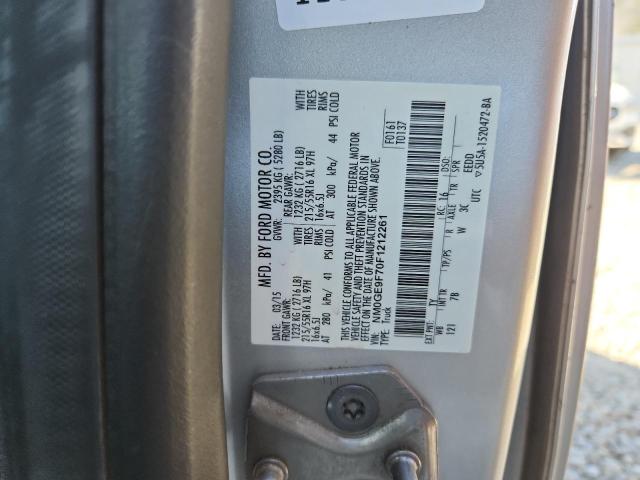 MFD. BY FORD MOTOR CO.
DATE: 03/15
GVWR: 2395 KG ( 5280 LB)
FRONT GAWR:
1232 KG ( 2716 LB)
215/55R16 XL 97H
16x6.5J
AT 280 kPa/ 41 PSI COLD
WITH
TIRES
RIMS
REAR GAWR:
1232 KG ( 2716 LB)
215/55R16 XL 97H
16x6.5J
AT 300 kPa/ 44 PSI COLD
WITH
TIRES
RIMS
THIS VEHICLE CONFORMS TO ALL APPLICABLE FEDERAL MOTOR
VEHICLE SAFETY AND THEFT PREVENTION STANDARDS IN
EFFECT ON THE DATE OF MANUFACTURE SHOWN ABOVE.
VIN: NM0GE9F70F1212261
TYPE: Truck
F0161
T0137
EXT PNT: TY RC: 16 DSO:
WB INT TR TP/PS R AXLE TR SPR
121 7B W 3C EEDD
UTC ▽5U5A-1520472-BA